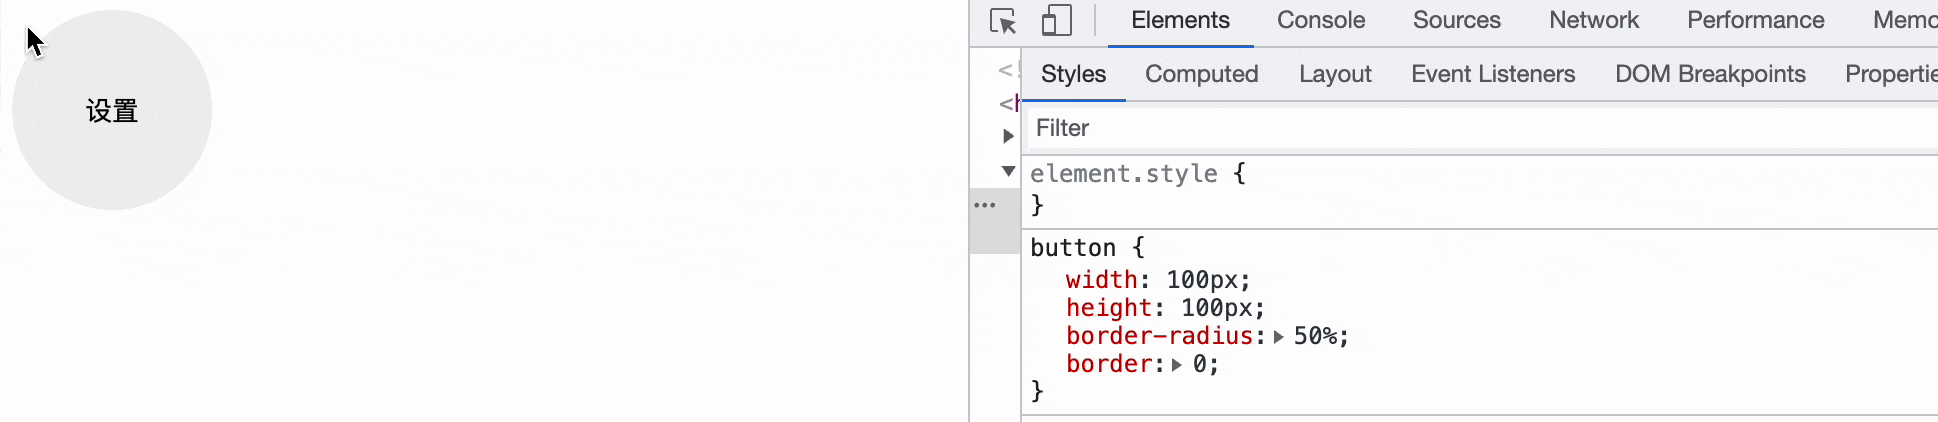 设置
Elements Console Sources Network Performance Memo
Styles Computed Layout Event Listeners DOM Breakpoints Propertie
Filter
element.style {
}
button {
width: 100px;
height: 100px;
border-radius: 50%;
border: 0;
}